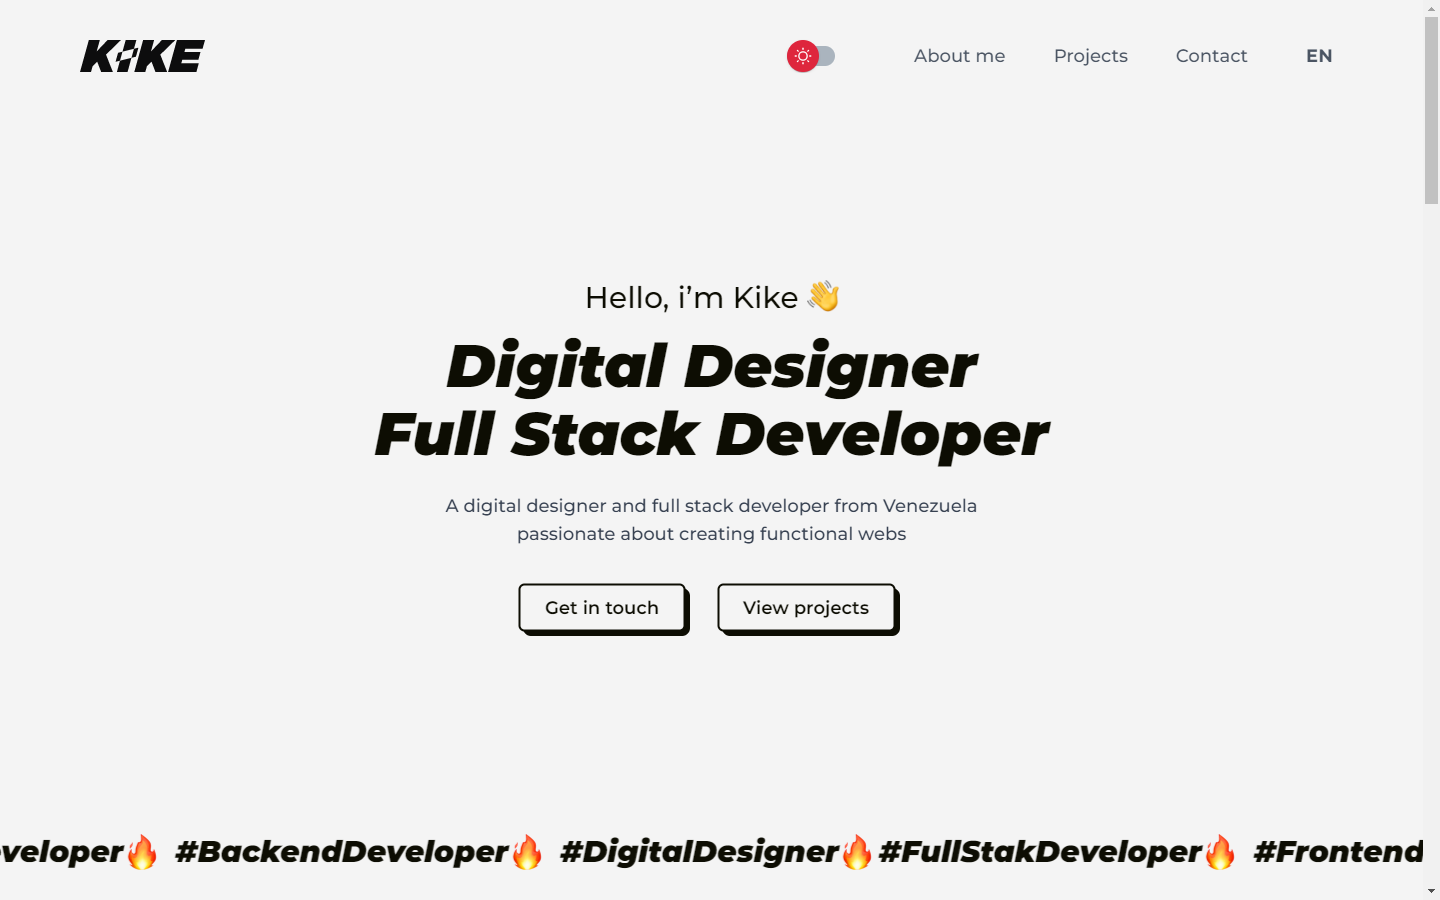 KIKE
About me
Projects
Contact
EN
Hello, i’m Kike 👋
Digital Designer
Full Stack Developer
A digital designer and full stack developer from Venezuela
passionate about creating functional webs
Get in touch
View projects
eveloper🔥 #BackendDeveloper🔥 #DigitalDesigner🔥#FullStakDeveloper🔥 #Frontend